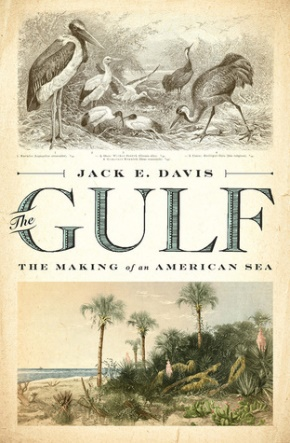 JACK E. DAVIS
The
GULF
THE MAKING of an AMERICAN SEA